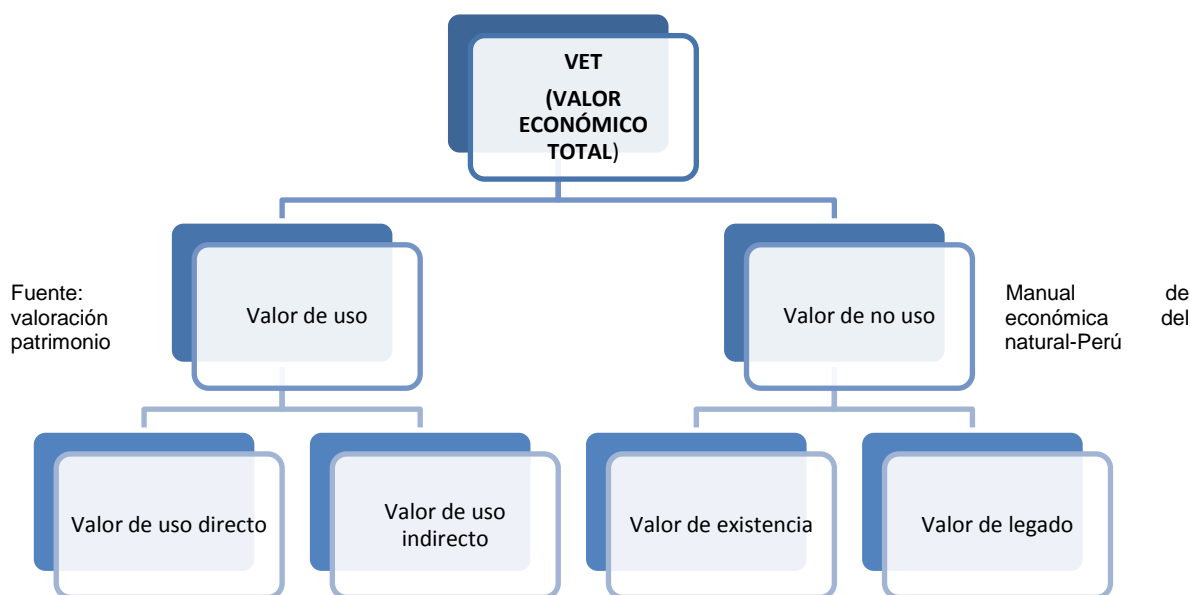 VET
(VALOR
ECONÓMICO
TOTAL)
Valor de uso
Valor de no uso
Fuente: Manual de
valoración económica del
patrimonio natural-Perú
Valor de uso directo
Valor de uso
indirecto
Valor de existencia
Valor de legado